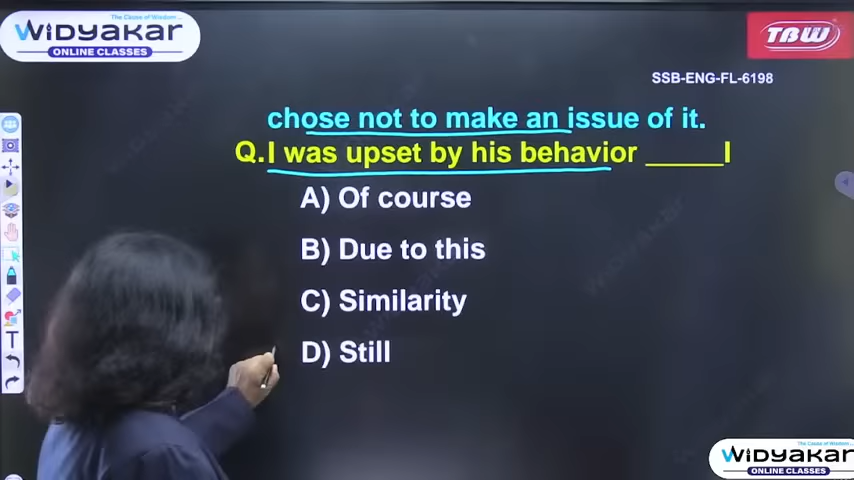 The Cause of Wisdom ...
WIDYAKAR
ONLINE CLASSES
TBW
SSB-ENG-FL-6198
chose not to make an issue of it.
Q.I was upset by his behavior _____I
A) Of course
B) Due to this
C) Similarity
D) Still
T
The Cause of Wisdom ...
WIDYAKAR
ONLINE CLASSES